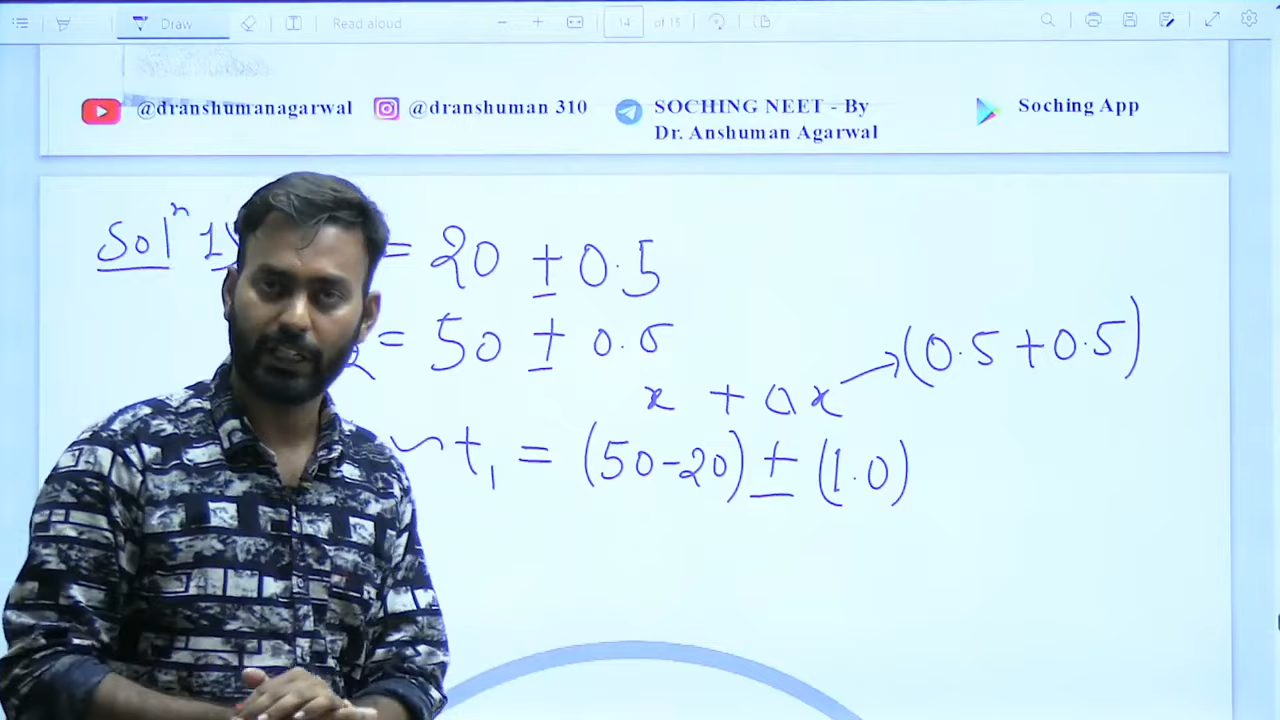 Draw
Read aloud
14 of 15
@dranshumanagarwal
@dranshuman 310
SOCHING NEET - By
Dr. Anshuman Agarwal
Soching App
Solⁿ 1) = 20 ± 0.5
2 = 50 ± 0.5
x + Δx → (0.5 + 0.5)
~ t₁ = (50-20) ± (1.0)